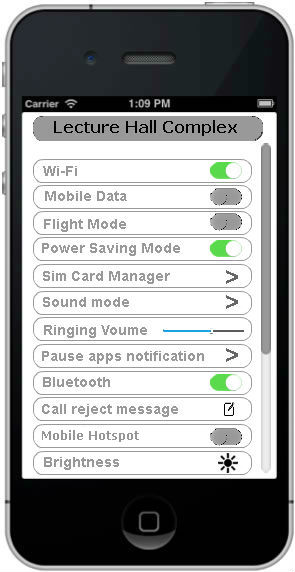 Carrier 1:09 PM
Lecture Hall Complex
Wi-Fi
Mobile Data
Flight Mode
Power Saving Mode
Sim Card Manager
Sound mode
Ringing Voume
Pause apps notification
Bluetooth
Call reject message
Mobile Hotspot
Brightness